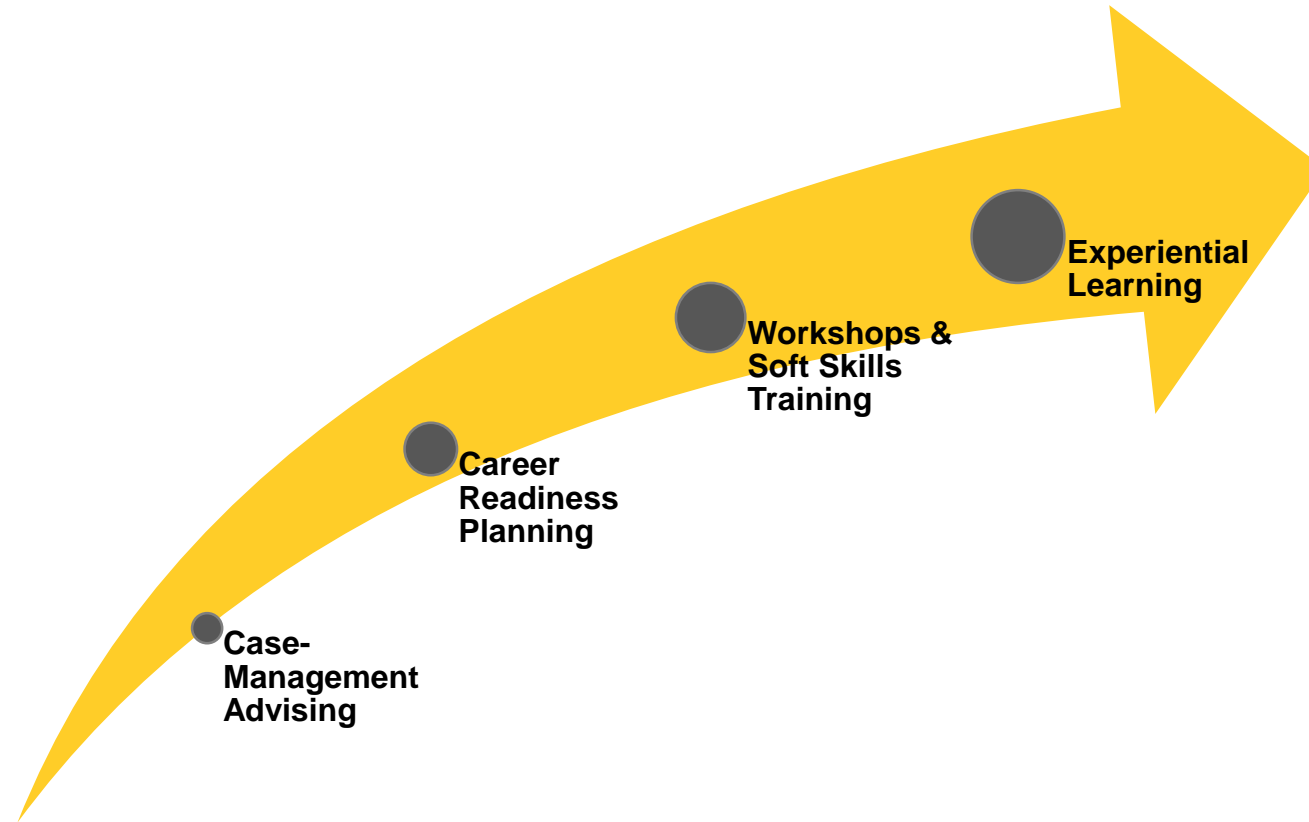 Case-
Management
Advising
Career
Readiness
Planning
Workshops &
Soft Skills
Training
Experiential
Learning